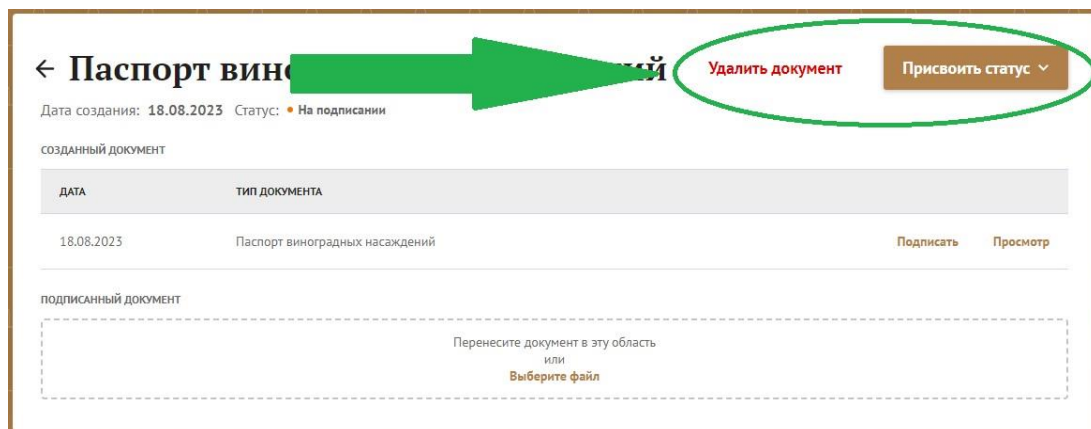 ← Паспорт вин й Удалить документ Присвоить статус
Дата создания: 18.08.2023 Статус: • На подписании
СОЗДАННЫЙ ДОКУМЕНТ
ДАТА ТИП ДОКУМЕНТА
18.08.2023 Паспорт виноградных насаждений Подписать Просмотр
ПОДПИСАННЫЙ ДОКУМЕНТ
Перенесите документ в эту область
или
Выберите файл